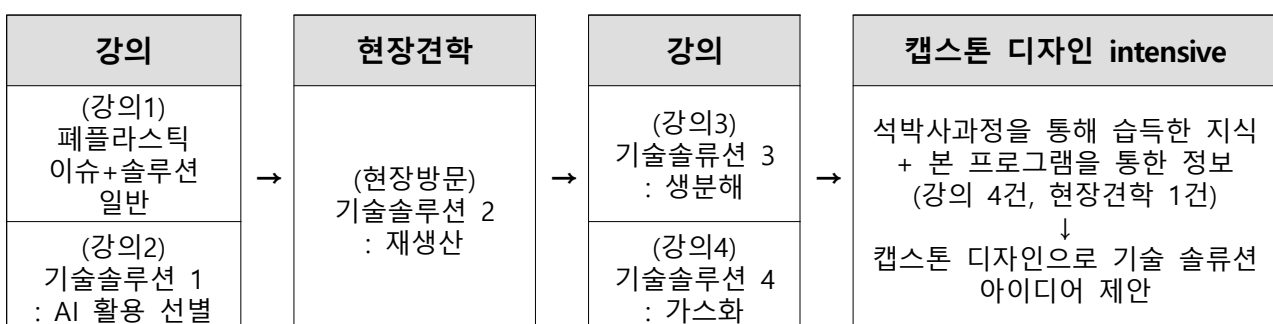 강의
(강의1)
폐플라스틱
이슈+솔루션
일반
(강의2)
기술솔루션 1
: AI 활용 선별
→
현장견학
(현장방문)
기술솔루션 2
: 재생산
→
강의
(강의3)
기술솔류션 3
: 생분해
(강의4)
기술솔루션 4
: 가스화
→
캡스톤 디자인 intensive
석박사과정을 통해 습득한 지식
+ 본 프로그램을 통한 정보
(강의 4건, 현장견학 1건)
↓
캡스톤 디자인으로 기술 솔류션
아이디어 제안